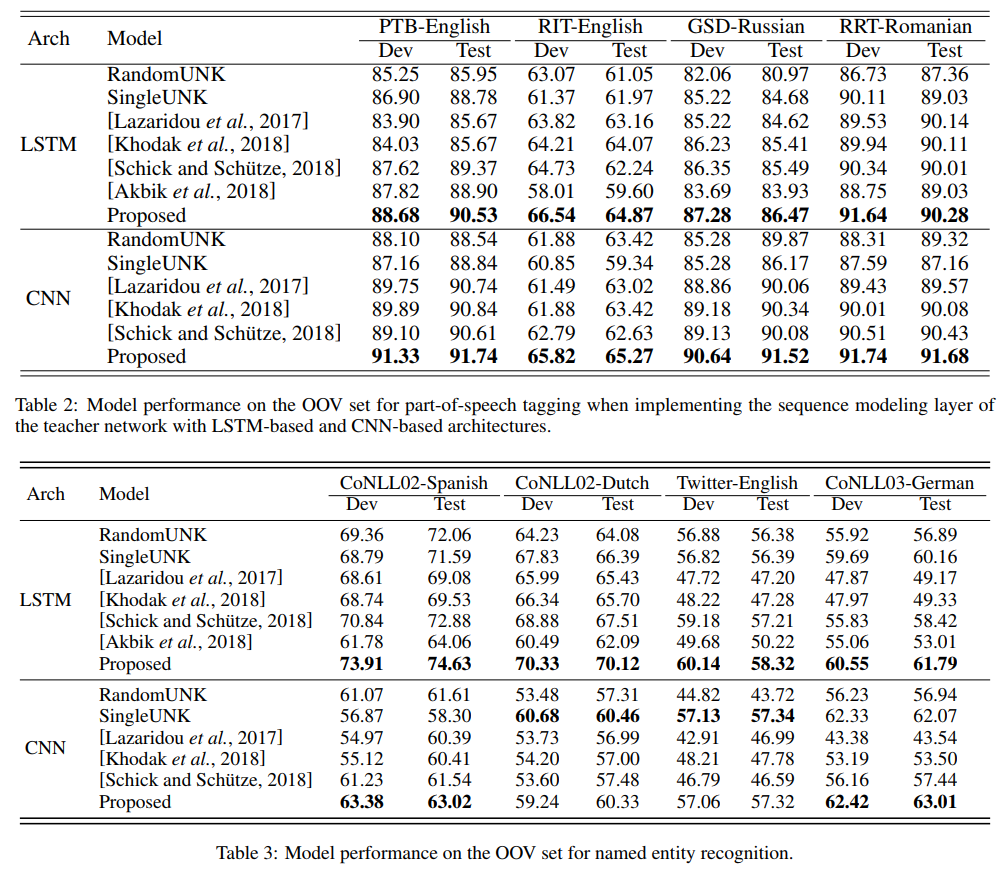 Arch Model PTB-English RIT-English GSD-Russian RRT-Romanian
Dev Test Dev Test Dev Test Dev Test
RandomUNK 85.25 85.95 63.07 61.05 82.06 80.97 86.73 87.36
SingleUNK 86.90 88.78 61.37 61.97 85.22 84.68 90.11 89.03
[Lazaridou et al., 2017] 83.90 85.67 63.82 63.16 85.22 84.62 89.53 90.14
LSTM [Khodak et al., 2018] 84.03 85.67 64.21 64.07 86.23 85.41 89.94 90.11
[Schick and Schütze, 2018] 87.62 89.37 64.73 62.24 86.35 85.49 90.34 90.01
[Akbik et al., 2018] 87.82 88.90 58.01 59.60 83.69 83.93 88.75 89.03
Proposed 88.68 90.53 66.54 64.87 87.28 86.47 91.64 90.28
RandomUNK 88.10 88.54 61.88 63.42 85.28 89.87 88.31 89.32
SingleUNK 87.16 88.84 60.85 59.34 85.28 86.17 87.59 87.16
[Lazaridou et al., 2017] 89.75 90.74 61.49 63.02 88.86 90.06 89.43 89.57
CNN [Khodak et al., 2018] 89.89 90.84 61.88 63.42 89.18 90.34 90.01 90.08
[Schick and Schütze, 2018] 89.10 90.61 62.79 62.63 89.13 90.08 90.51 90.43
Proposed 91.33 91.74 65.82 65.27 90.64 91.52 91.74 91.68
Table 2: Model performance on the OOV set for part-of-speech tagging when implementing the sequence modeling layer of
the teacher network with LSTM-based and CNN-based architectures.
Arch Model CoNLL02-Spanish CoNLL02-Dutch Twitter-English CoNLL03-German
Dev Test Dev Test Dev Test Dev Test
RandomUNK 69.36 72.06 64.23 64.08 56.88 56.38 55.92 56.89
SingleUNK 68.79 71.59 67.83 66.39 56.82 56.39 59.69 60.16
[Lazaridou et al., 2017] 68.61 69.08 65.99 65.43 47.72 47.20 47.87 49.17
LSTM [Khodak et al., 2018] 68.74 69.53 66.34 65.70 48.22 47.28 47.97 49.33
[Schick and Schütze, 2018] 70.84 72.88 68.88 67.51 59.18 57.21 55.83 58.42
[Akbik et al., 2018] 61.78 64.06 60.49 62.09 49.68 50.22 55.06 53.01
Proposed 73.91 74.63 70.33 70.12 60.14 58.32 60.55 61.79
RandomUNK 61.07 61.61 53.48 57.31 44.82 43.72 56.23 56.94
SingleUNK 56.87 58.30 60.68 60.46 57.13 57.34 62.33 62.07
[Lazaridou et al., 2017] 54.97 60.39 53.73 56.99 42.91 46.99 43.38 43.54
CNN [Khodak et al., 2018] 55.12 60.41 54.20 57.00 48.21 47.78 53.19 53.50
[Schick and Schütze, 2018] 61.23 61.54 53.60 57.48 46.79 46.59 56.16 57.44
Proposed 63.38 63.02 59.24 60.33 57.06 57.32 62.42 63.01
Table 3: Model performance on the OOV set for named entity recognition.